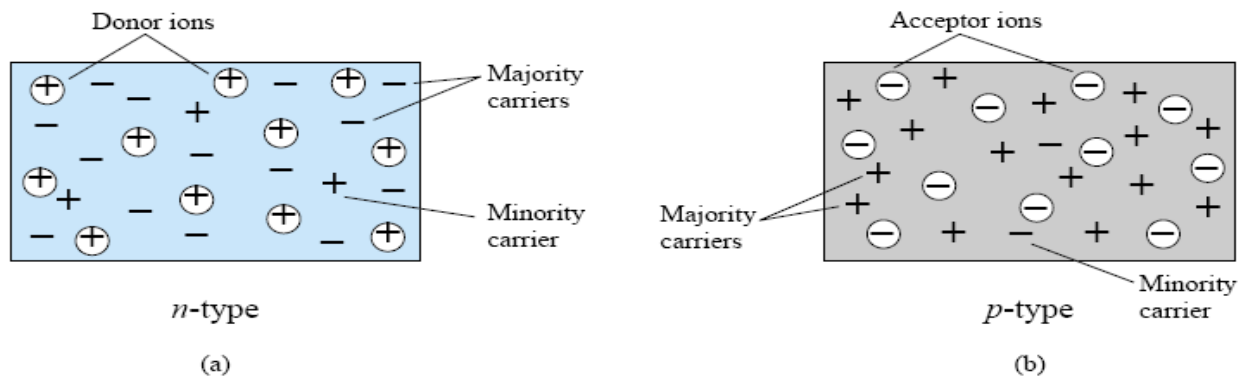 Donor ions
Majority
carriers
Minority
carrier
n-type
(a)
Acceptor ions
Majority
carriers
Minority
carrier
p-type
(b)